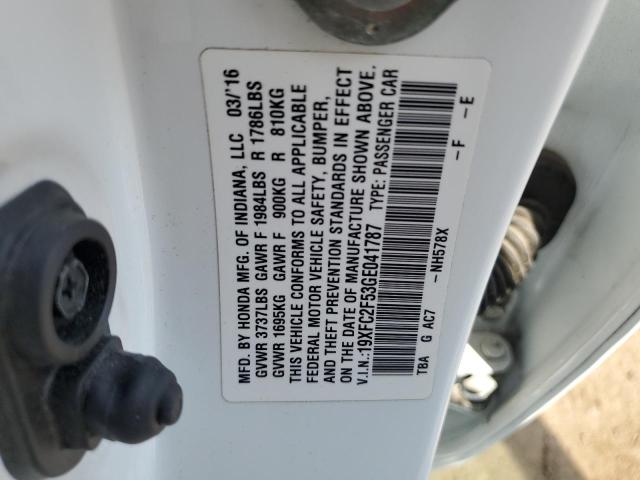 MFD. BY HONDA MFG. OF INDIANA, LLC 03/'16
GVWR 3737LBS GAWR F 1984LBS R 1786LBS
GVWR 1695KG GAWR F 900KG R 810KG
THIS VEHICLE CONFORMS TO ALL APPLICABLE
FEDERAL MOTOR VEHICLE SAFETY, BUMPER,
AND THEFT PREVENTION STANDARDS IN EFFECT
ON THE DATE OF MANUFACTURE SHOWN ABOVE.
V.I.N.:19XFC2F53GE041787 TYPE: PASSENGER CAR
TBA G AC7 - NH578X - F - E